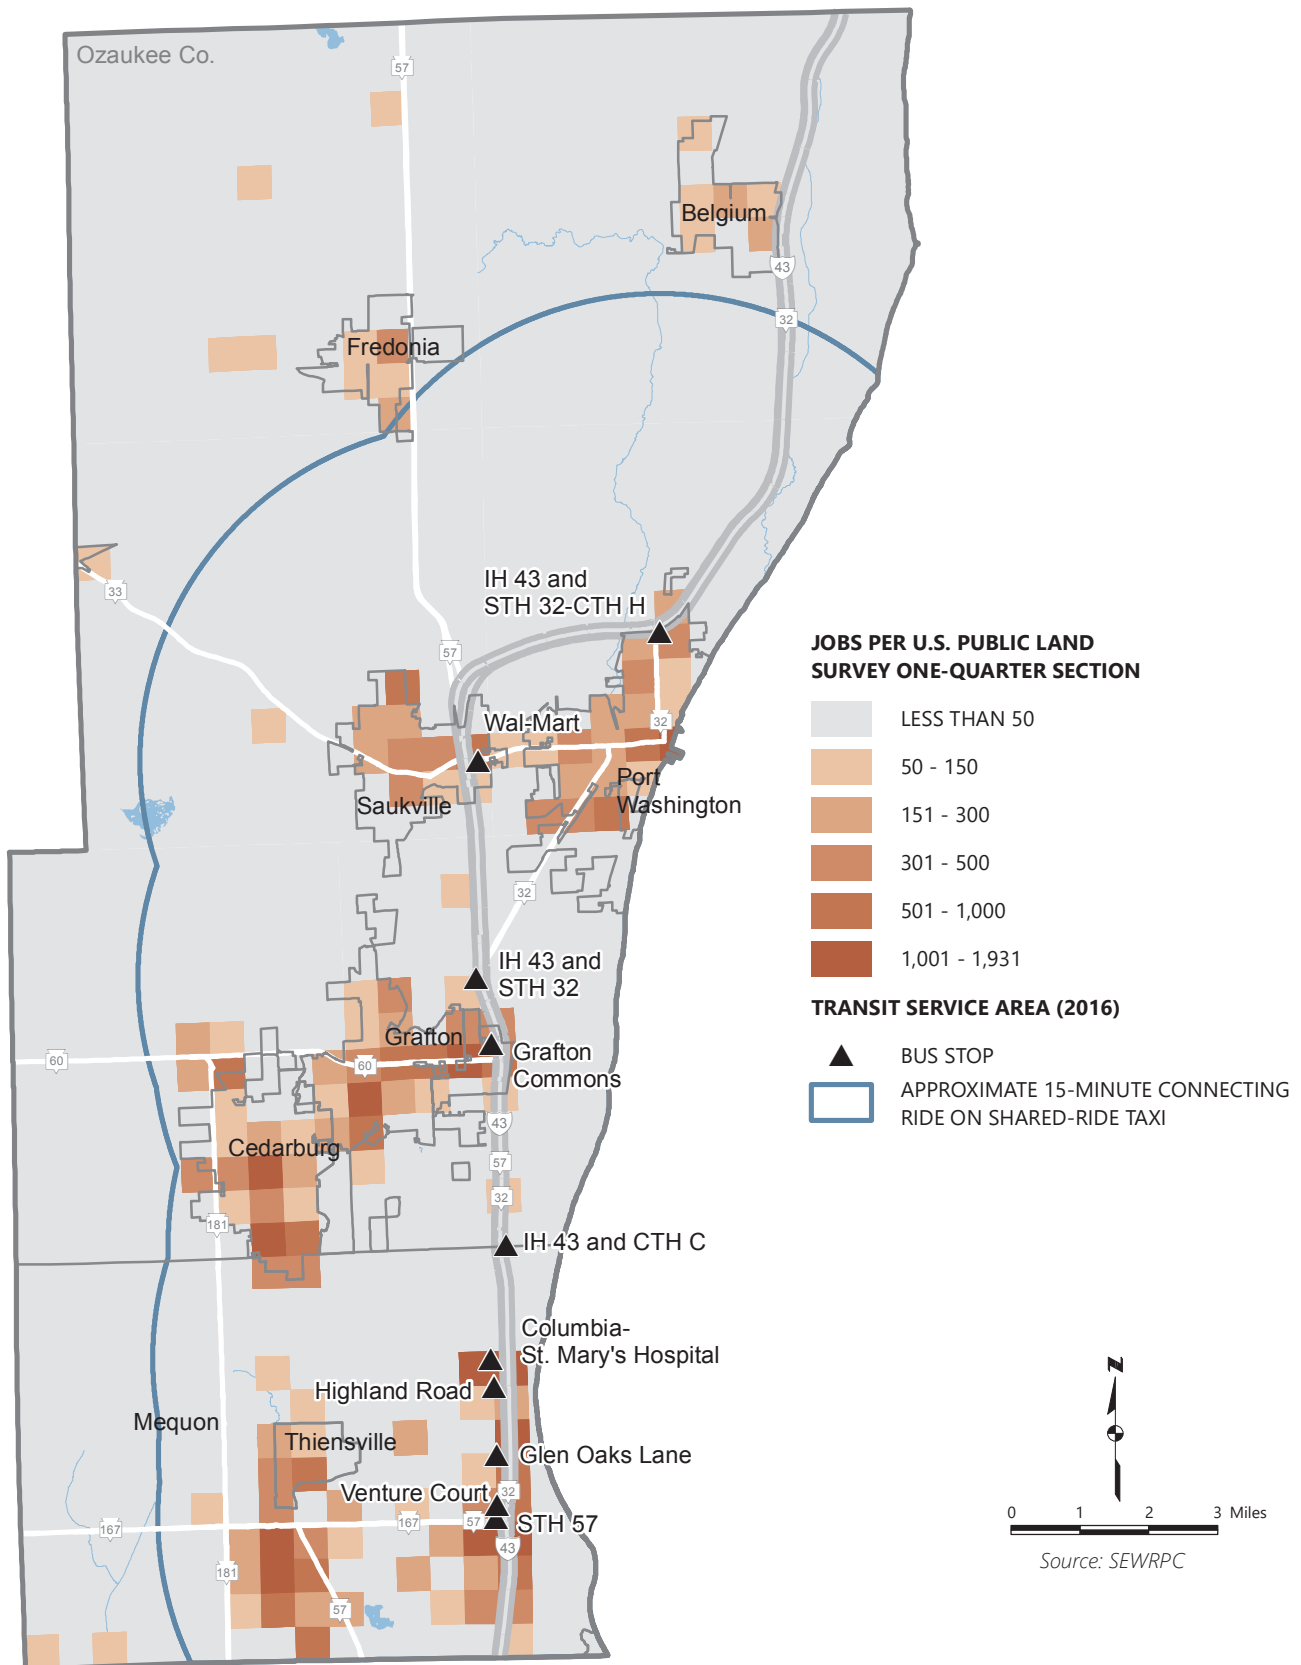 Ozaukee Co.
57
Belgium
43
32
Fredonia
33
IH 43 and
STH 32-CTH H
57
32
Wal-Mart
Port
Washington
Saukville
32
IH 43 and
STH 32
Grafton
Grafton
Commons
60
60
43
Cedarburg
57
32
181
IH 43 and CTH C
Columbia-
St. Mary's Hospital
Highland Road
Mequon
Thiensville
Glen Oaks Lane
Venture Court
32
167
167
57
STH 57
43
181
57
JOBS PER U.S. PUBLIC LAND
SURVEY ONE-QUARTER SECTION
LESS THAN 50
50 - 150
151 - 300
301 - 500
501 - 1,000
1,001 - 1,931
TRANSIT SERVICE AREA (2016)
BUS STOP
APPROXIMATE 15-MINUTE CONNECTING
RIDE ON SHARED-RIDE TAXI
N
0 1 2 3 Miles
Source: SEWRPC